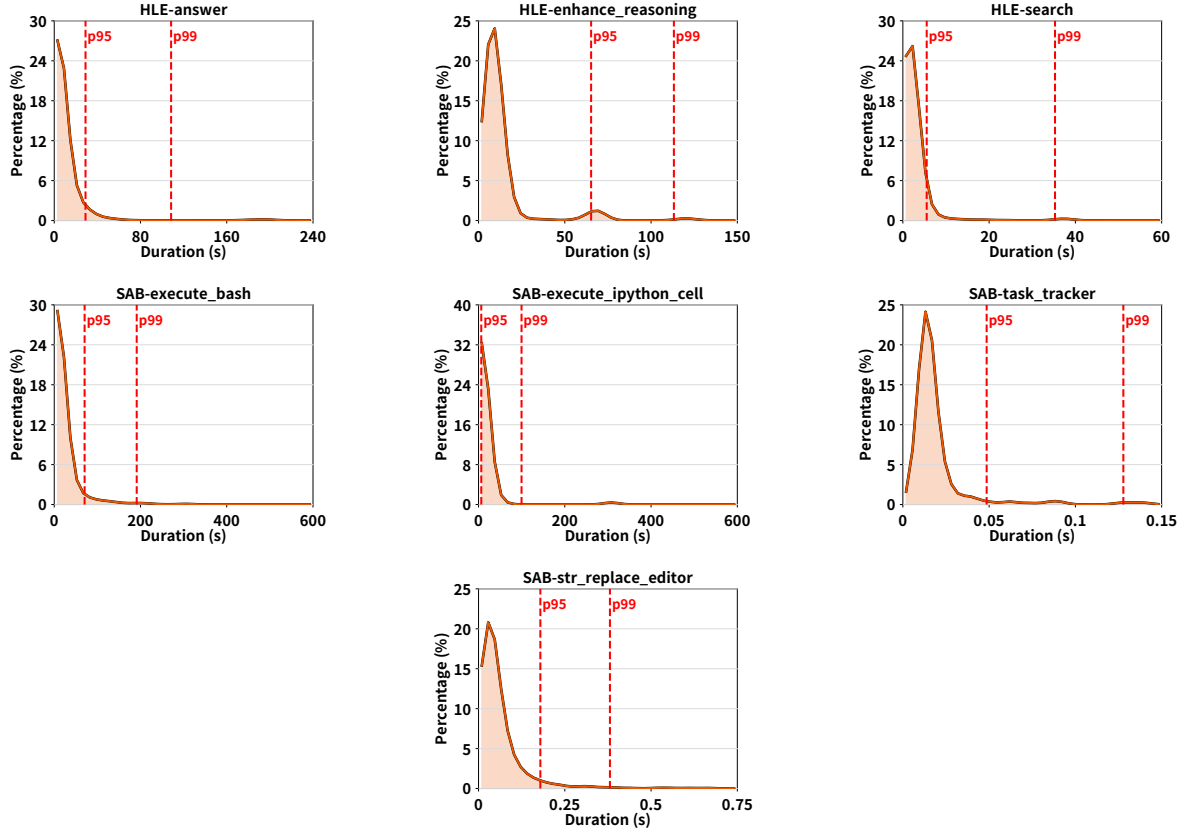 HLE-answer
Percentage (%)
30
24
18
12
6
0
p95
p99
0 80 160 240
Duration (s)
HLE-enhance_reasoning
Percentage (%)
25
20
15
10
5
0
p95
p99
0 50 100 150
Duration (s)
HLE-search
Percentage (%)
30
24
18
12
6
0
p95
p99
0 20 40 60
Duration (s)
SAB-execute_bash
Percentage (%)
30
24
18
12
6
0
p95
p99
0 200 400 600
Duration (s)
SAB-execute_ipython_cell
Percentage (%)
40
32
24
16
8
0
p95
p99
0 200 400 600
Duration (s)
SAB-task_tracker
Percentage (%)
25
20
15
10
5
0
p95
p99
0 0.05 0.1 0.15
Duration (s)
SAB-str_replace_editor
Percentage (%)
25
20
15
10
5
0
p95
p99
0 0.25 0.5 0.75
Duration (s)